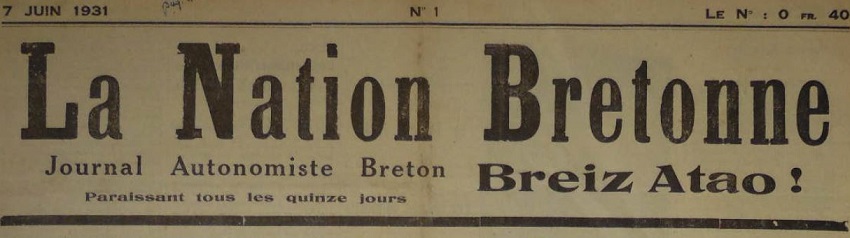 7 JUIN 1931 N° 1 LE N° : 0 FR. 40
La Nation Bretonne
Journal Autonomiste Breton Breiz Atao !
Paraissant tous les quinze jours